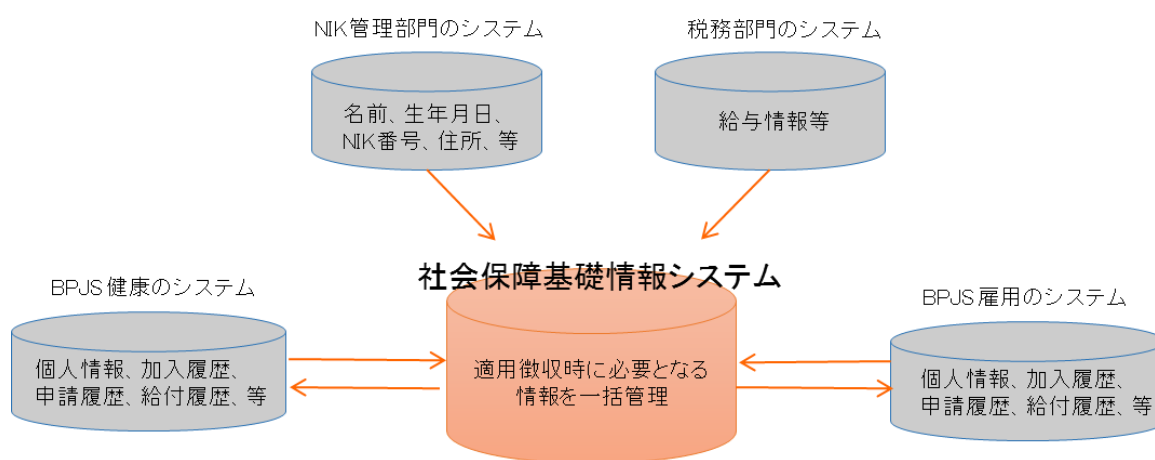 NIK管理部門のシステム
税務部門のシステム
名前、生年月日、
NIK番号、住所、等
給与情報等
社会保障基礎情報システム
BPJS健康のシステム
BPJS雇用のシステム
個人情報、加入履歴、
申請履歴、給付履歴、等
適用徴収時に必要となる
情報を一括管理
個人情報、加入履歴、
申請履歴、給付履歴、等